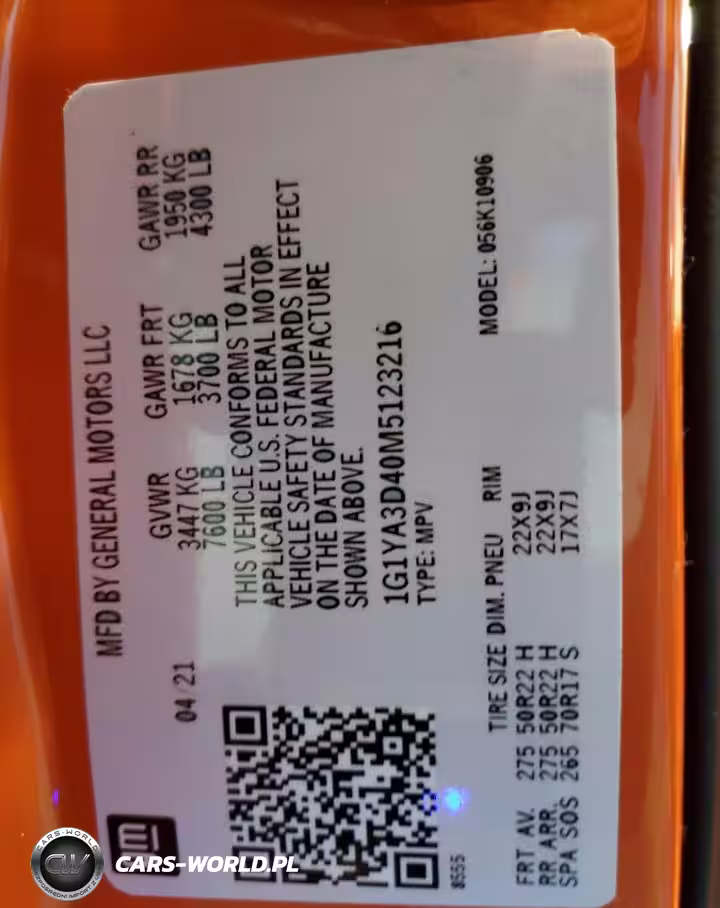 MFD BY GENERAL MOTORS LLC
04 21
GVWR GAWR FRT GAWR RR
3447 KG 1678 KG 1950 KG
7600 LB 3700 LB 4300 LB
THIS VEHICLE CONFORMS TO ALL
APPLICABLE U.S. FEDERAL MOTOR
VEHICLE SAFETY STANDARDS IN EFFECT
ON THE DATE OF MANUFACTURE
SHOWN ABOVE.
1G1YA3D40M5123216
TYPE: MPV
8555
MODEL: 056K10906
TIRE SIZE DIM. PNEU RIM
FRT AV. 275 50R22 H 22X9J
RR ARR. 275 50R22 H 22X9J
SPA SOS 265 70R17 S 17X7J
CARS-WORLD
CW
CARS-WORLD.PL